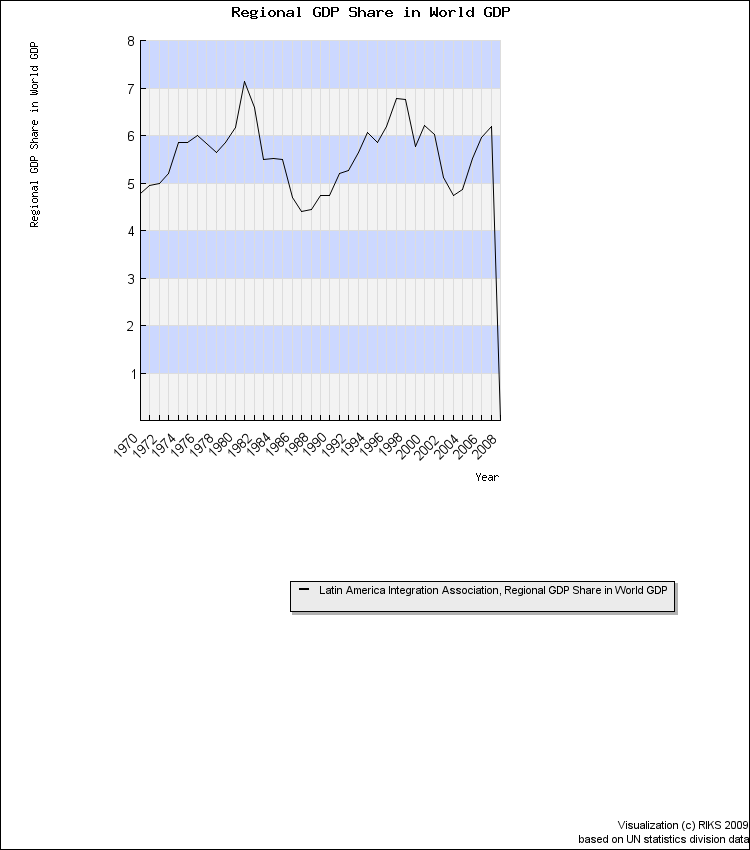 Regional GDP Share in World GDP
Regional GDP Share in World GDP
8
7
6
5
4
3
2
1
1970 1972 1974 1976 1978 1980 1982 1984 1986 1988 1990 1992 1994 1996 1998 2000 2002 2004 2006 2008
Year
Latin America Integration Association, Regional GDP Share in World GDP
Visualization (c) RIKS 2009
based on UN statistics division data